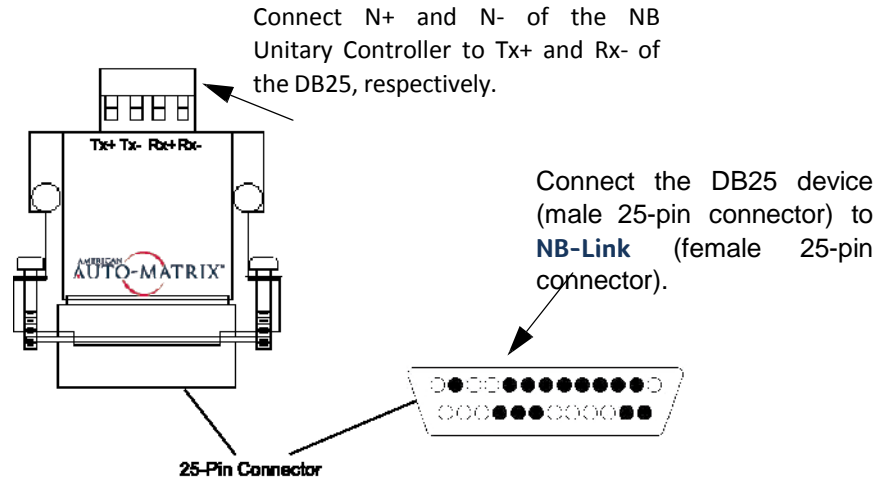 Connect N+ and N- of the NB
Unitary Controller to Tx+ and Rx- of
the DB25, respectively.
Tx+ Tx- Rx+ Rx-
Connect the DB25 device
(male 25-pin connector) to
NB-Link (female 25-pin
connector).
AMERICAN
AUTO-MATRIX
25-Pin Connector